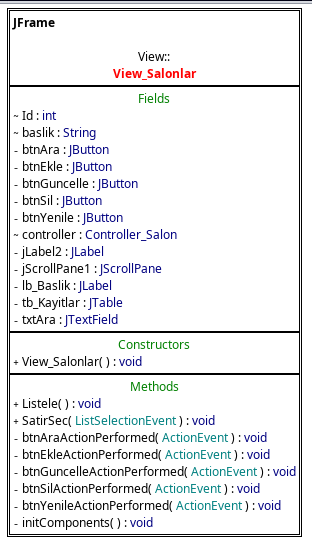 JFrame
View::
View_Salonlar
Fields
~ Id : int
~ baslik : String
- btnAra : JButton
- btnEkle : JButton
- btnGuncelle : JButton
- btnSil : JButton
- btnYenile : JButton
~ controller : Controller_Salon
- jLabel2 : JLabel
- jScrollPane1 : JScrollPane
- lb_Baslik : JLabel
- tb_Kayitlar : JTable
- txtAra : JTextField
Constructors
+ View_Salonlar( ) : void
Methods
+ Listele( ) : void
+ SatirSec( ListSelectionEvent ) : void
- btnAraActionPerformed( ActionEvent ) : void
- btnEkleActionPerformed( ActionEvent ) : void
- btnGuncelleActionPerformed( ActionEvent ) : void
- btnSilActionPerformed( ActionEvent ) : void
- btnYenileActionPerformed( ActionEvent ) : void
- initComponents( ) : void